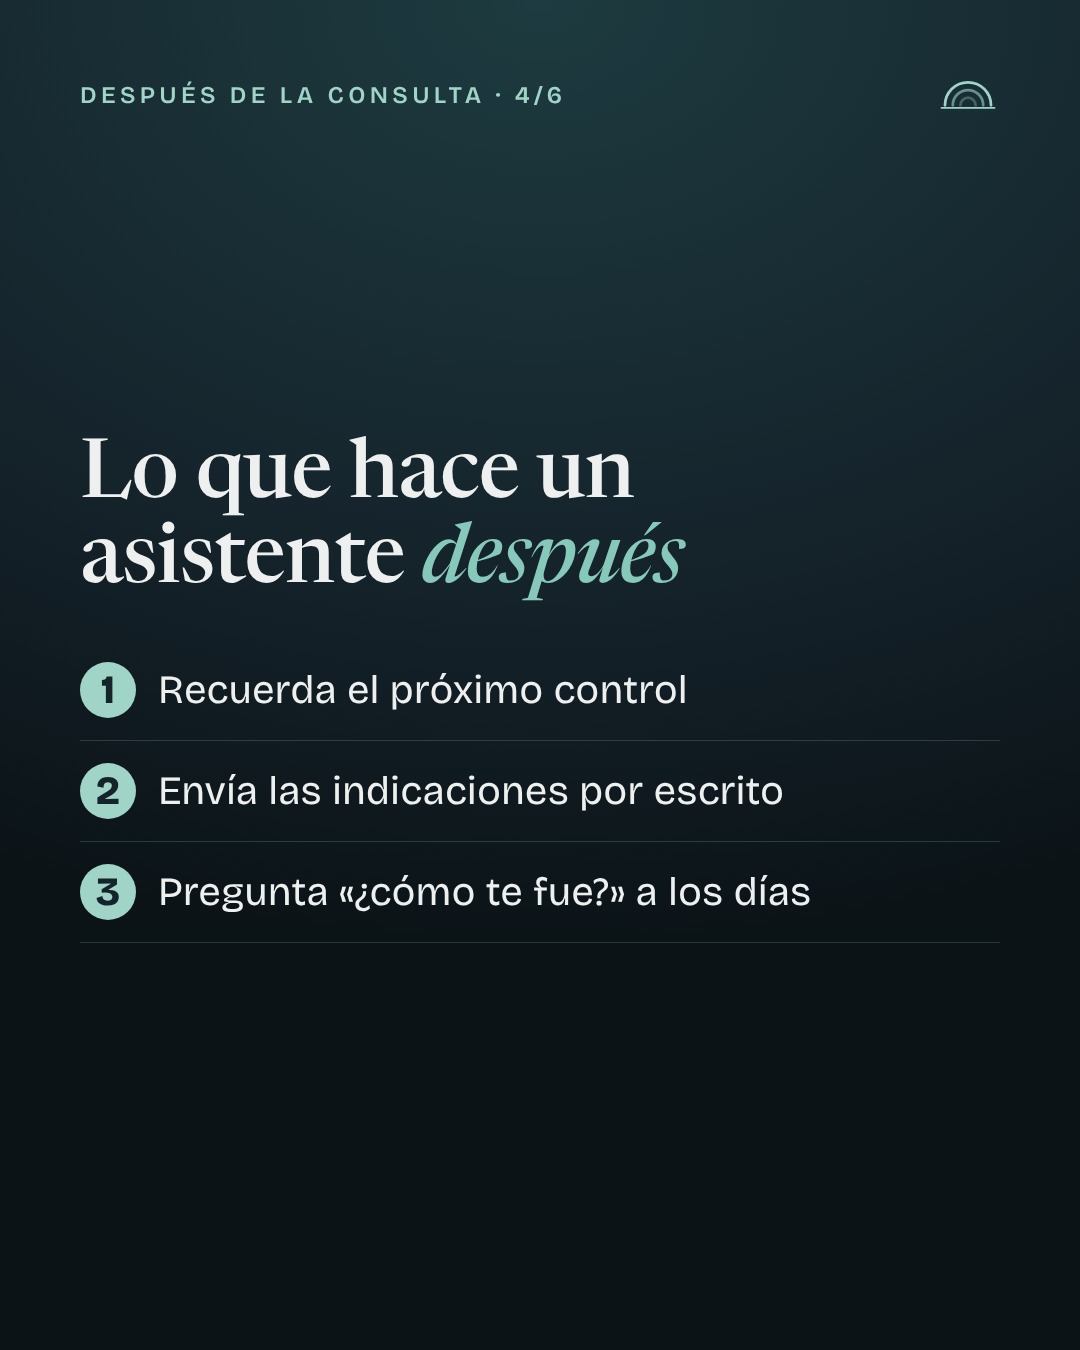 DESPUÉS DE LA CONSULTA · 4/6
Lo que hace un
asistente después
1 Recuerda el próximo control
2 Envía las indicaciones por escrito
3 Pregunta «¿cómo te fue?» a los días